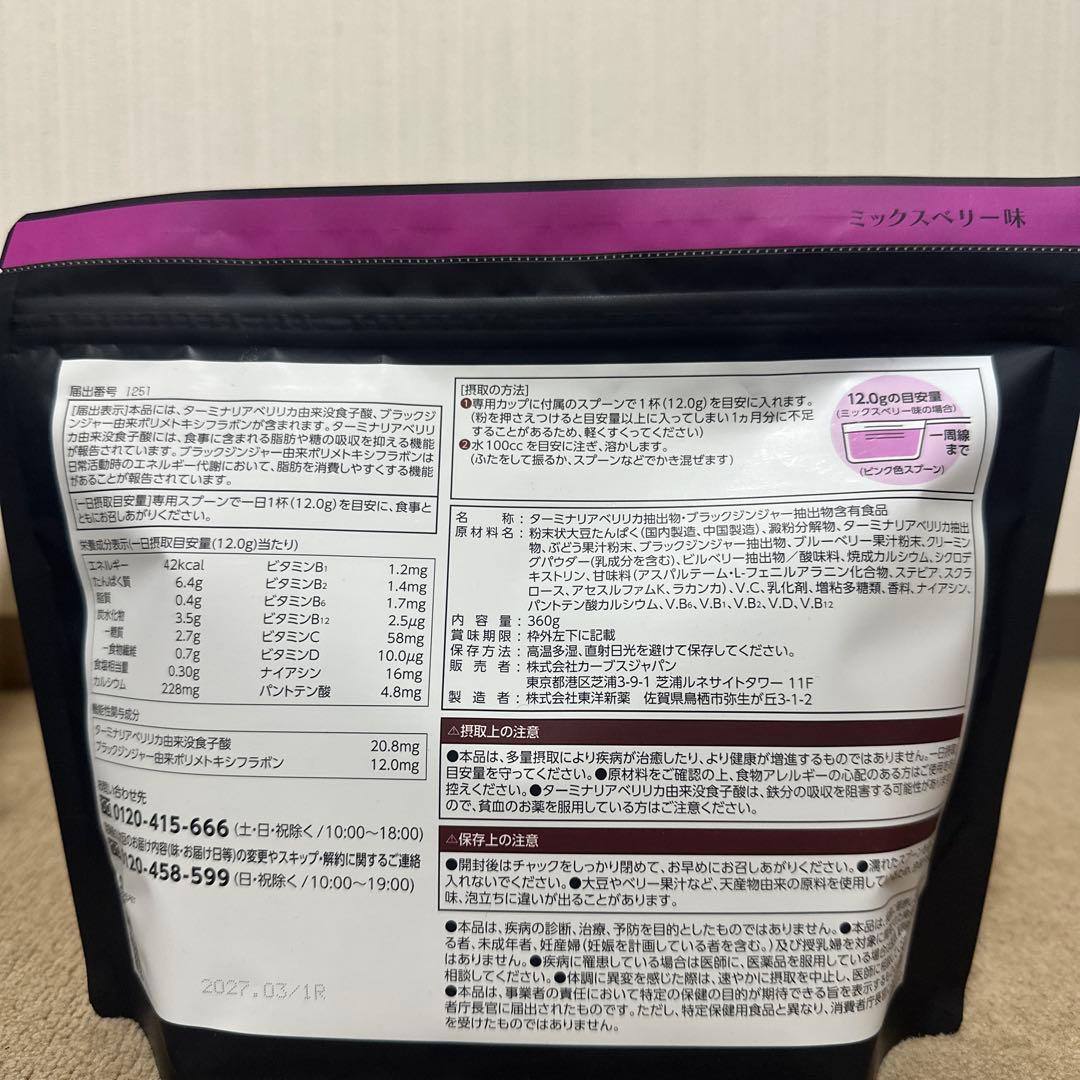 ミックスベリー味
届出番号 I251
[届出表示]本品には、ターミナリアベリリカ由来没食子酸、ブラックジ
ンジャー由来ポリメトキシフラボンが含まれます。ターミナリアベリリ
カ由来没食子酸には、食事に含まれる脂肪や糖の吸収を抑える機能
が報告されています。ブラックジンジャー由来ポリメトキシフラボンは
日常活動時のエネルギー代謝において、脂肪を消費しやすくする機能
があることが報告されています。
[一日摂取目安量]専用スプーンで一日1杯(12.0g)を目安に、食事と
ともにお召しあがりください。
栄養成分表示(一日摂取目安量(12.0g)当たり)
エネルギー 42kcal ビタミンB1 1.2mg
たんぱく質 6.4g ビタミンB2 1.4mg
脂質 0.4g ビタミンB6 1.7mg
炭水化物 3.5g ビタミンB12 2.5μg
―糖質 2.7g ビタミンC 58mg
―食物繊維 0.7g ビタミンD 10.0μg
食塩相当量 0.30g ナイアシン 16mg
カルシウム 228mg パントテン酸 4.8mg
機能性関与成分
ターミナリアベリリカ由来没食子酸 20.8mg
ブラックジンジャー由来ポリメトキシフラボン 12.0mg
お問い合わせ先
0120-415-666(土・日・祝除く/10:00〜18:00)
のお届け内容(味・お届け日等)の変更やスキップ・解約に関するご連絡
0120-458-599(日・祝除く/10:00〜19:00)
2027.03/1R
[摂取の方法]
❶専用カップに付属のスプーンで1杯(12.0g)を目安に入れます。
(粉を押さえつけると目安量以上に入ってしまい1ヵ月分に不足
することがあるため、軽くすくってください)
❷水100ccを目安に注ぎ、溶かします。
(ふたをして振るか、スプーンなどでかき混ぜます)
12.0gの目安量
(ミックスベリー味の場合)
一周線
まで
(ピンク色スプーン)
名称:ターミナリアベリリカ抽出物・ブラックジンジャー抽出物含有食品
原材料名:粉末状大豆たんぱく(国内製造、中国製造)、澱粉分解物、ターミナリアベリリカ抽出
物、ぶどう果汁粉末、ブラックジンジャー抽出物、ブルーベリー果汁粉末、クリーミン
グパウダー(乳成分を含む)、ビルベリー抽出物/酸味料、焼成カルシウム、シクロデ
キストリン、甘味料(アスパルテーム・L-フェニルアラニン化合物、ステビア、スクラ
ロース、アセスルファムK、ラカンカ)、V.C、乳化剤、増粘多糖類、香料、ナイアシン、
パントテン酸カルシウム、V.B6、V.B1、V.B2、V.D、V.B12
内容量:360g
賞味期限:枠外左下に記載
保存方法:高温多湿、直射日光を避けて保存してください。
販売者:株式会社カーブスジャパン
東京都港区芝浦3-9-1 芝浦ルネサイトタワー 11F
製造者:株式会社東洋新薬 佐賀県鳥栖市弥生が丘3-1-2
⚠摂取上の注意
●本品は、多量摂取により疾病が治癒したり、より健康が増進するものではありません。一日摂取
目安量を守ってください。●原材料をご確認の上、食物アレルギーの心配のある方はご使用を
控えください。●ターミナリアベリリカ由来没食子酸は、鉄分の吸収を阻害する可能性があります
ので、貧血のお薬を服用している方はご注意ください。
⚠保存上の注意
●開封後はチャックをしっかり閉めて、お早めにお召しあがりください。●濡れたスプーン
入れないでください。●大豆やベリー果汁など、天産物由来の原料を使用して
味、泡立ちに違いが出ることがあります。
●本品は、疾病の診断、治療、予防を目的としたものではありません。●本品は、
る者、未成年者、妊産婦(妊娠を計画している者を含む。)及び授乳婦を対象に
はありません。●疾病に罹患している場合は医師に、医薬品を服用している場合は
相談してください。●体調に異変を感じた際は、速やかに摂取を中止し、医師に相談
●本品は、事業者の責任において特定の保健の目的が期待できる旨を表示する
者庁長官に届出されたものです。ただし、特定保健用食品と異なり、消費者庁長官
を受けたものではありません。